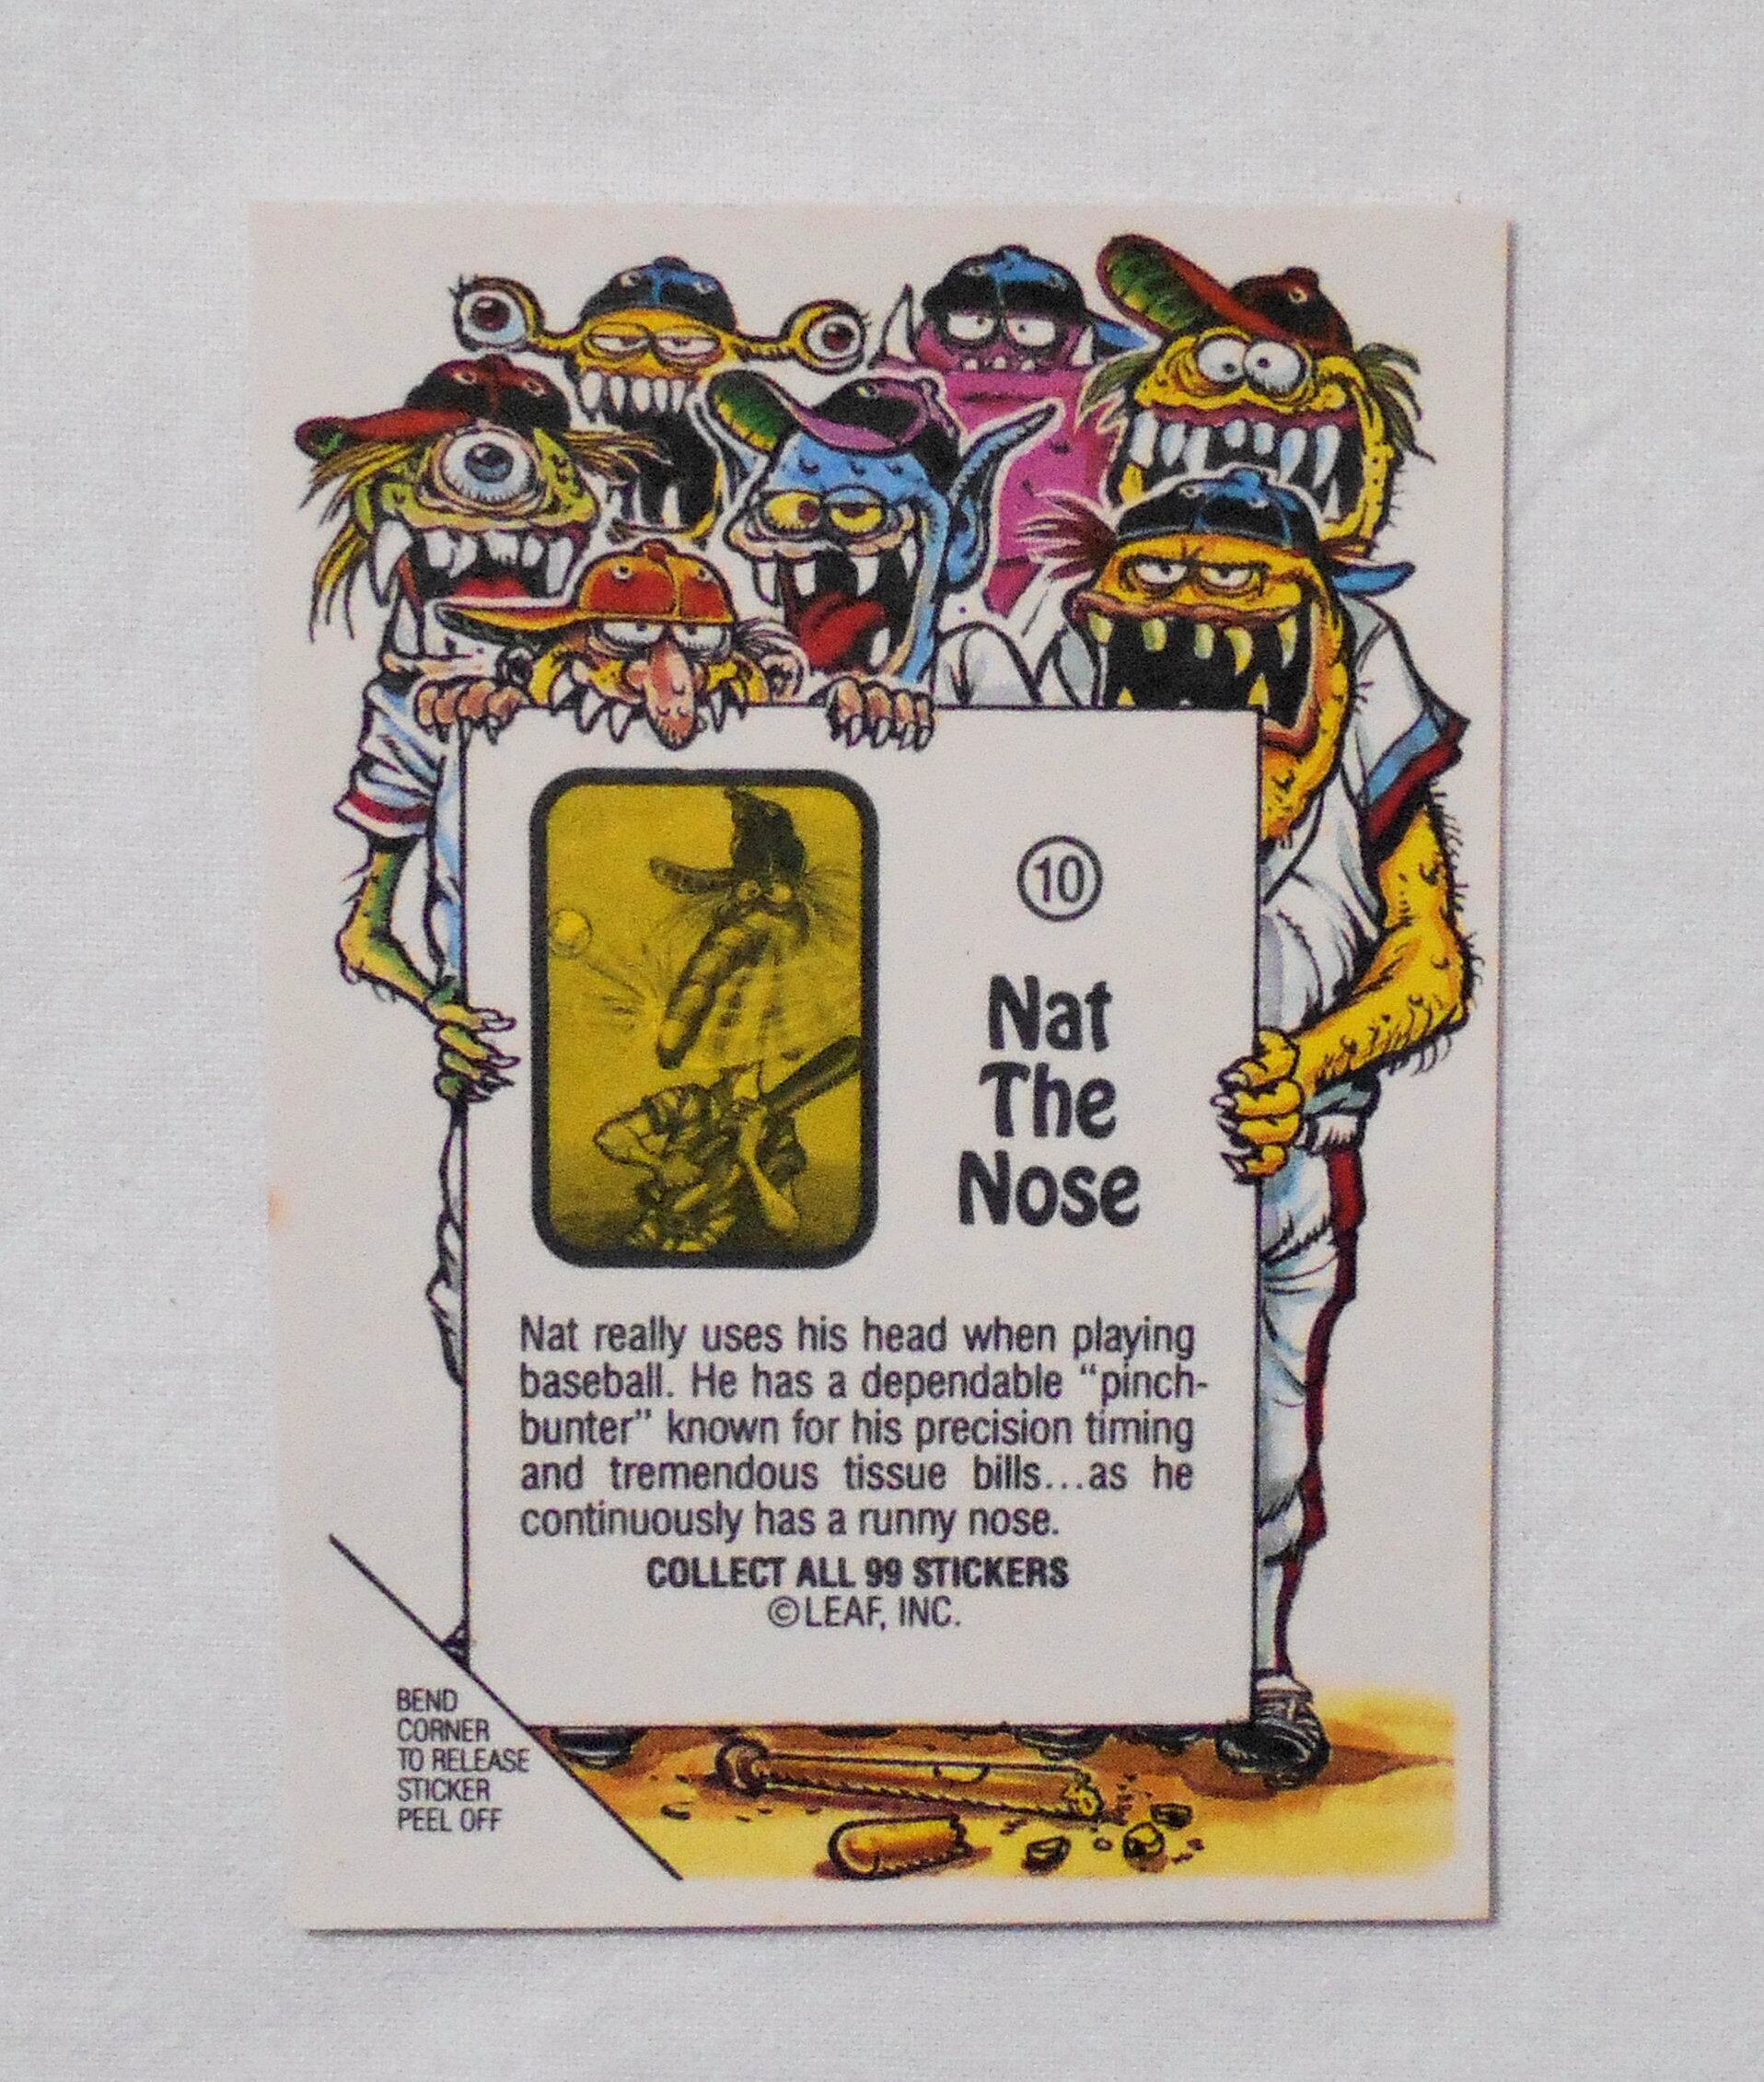 10
Nat
The
Nose
Nat really uses his head when playing
baseball. He has a dependable “pinch-
bunter” known for his precision timing
and tremendous tissue bills...as he
continuously has a runny nose.
COLLECT ALL 99 STICKERS
©LEAF, INC.
BEND
CORNER
TO RELEASE
STICKER
PEEL OFF